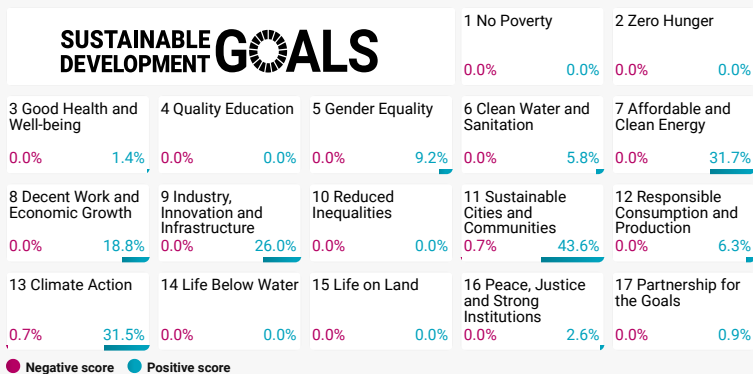 SUSTAINABLE
DEVELOPMENT
GOALS
1 No Poverty
0.0% 0.0%
2 Zero Hunger
0.0% 0.0%
3 Good Health and
Well-being
0.0% 1.4%
4 Quality Education
0.0% 0.0%
5 Gender Equality
0.0% 9.2%
6 Clean Water and
Sanitation
0.0% 5.8%
7 Affordable and
Clean Energy
0.0% 31.7%
8 Decent Work and
Economic Growth
0.0% 18.8%
9 Industry,
Innovation and
Infrastructure
0.0% 26.0%
10 Reduced
Inequalities
0.0% 0.0%
11 Sustainable
Cities and
Communities
0.7% 43.6%
12 Responsible
Consumption and
Production
0.0% 6.3%
13 Climate Action
0.7% 31.5%
14 Life Below Water
0.0% 0.0%
15 Life on Land
0.0% 0.0%
16 Peace, Justice
and Strong
Institutions
0.0% 2.6%
17 Partnership for
the Goals
0.0% 0.9%
Negative score Positive score